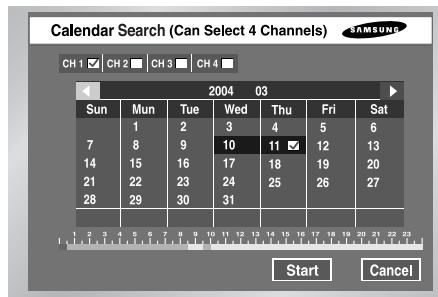 Calendar Search (Can Select 4 Channels) SAMSUNG
CH 1 CH 2 CH 3 CH 4
2004 03
Sun Mun Tue Wed Thu Fri Sat
1 2 3 4 5 6
7 8 9 10 11 12 13
14 15 16 17 18 19 20
21 22 23 24 25 26 27
28 29 30 31
1 2 3 4 5 6 7 8 9 10 11 12 13 14 15 16 17 18 19 20 21 22 23
Start Cancel